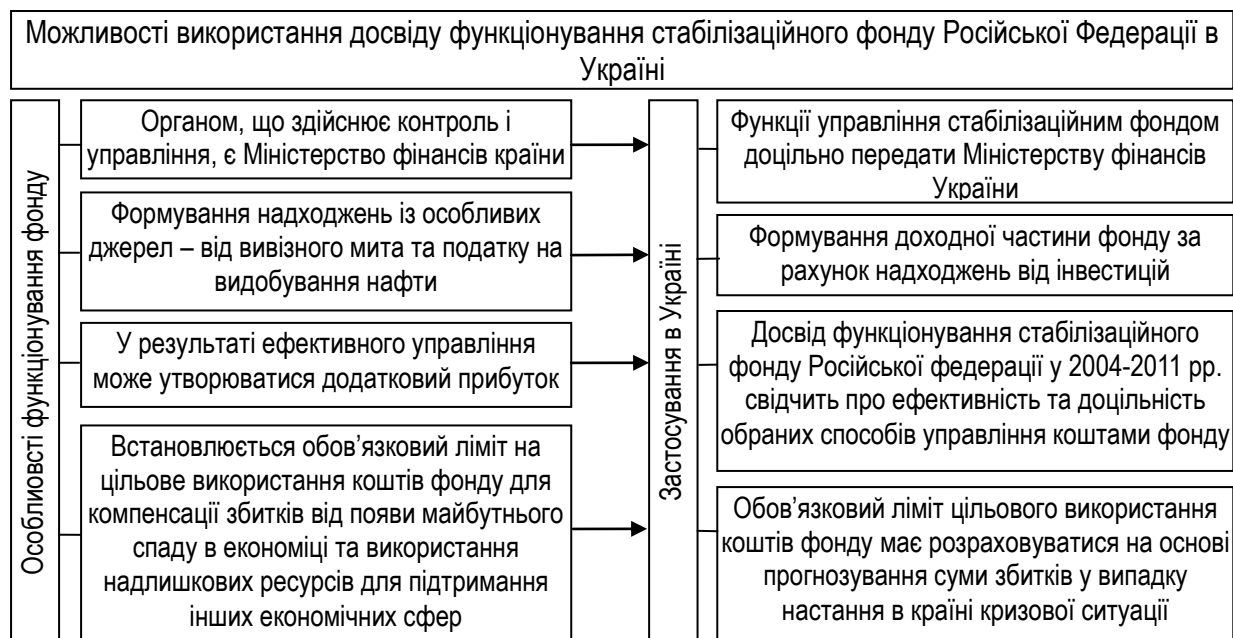 Можливості використання досвіду функціонування стабілізаційного фонду Російської Федерації в
Україні
Особливовсті функціонування фонду
Органом, що здійснює контроль і
управління, є Міністерство фінансів країни
Формування надходжень із особливих
джерел – від вивізного мита та податку на
видобування нафти
У результаті ефективного управління
може утворюватися додатковий прибуток
Встановлюється обов’язковий ліміт на
цільове використання коштів фонду для
компенсації збитків від появи майбутнього
спаду в економіці та використання
надлишкових ресурсів для підтримання
інших економічних сфер
Застосування в Україні
Функції управління стабілізаційним фондом
доцільно передати Міністерству фінансів
України
Формування доходної частини фонду за
рахунок надходжень від інвестицій
Досвід функціонування стабілізаційного
фонду Російської федерації у 2004-2011 рр.
свідчить про ефективність та доцільність
обраних способів управління коштами фонду
Обов’язковий ліміт цільового використання
коштів фонду має розраховуватися на основі
прогнозування суми збитків у випадку
настання в країні кризової ситуації